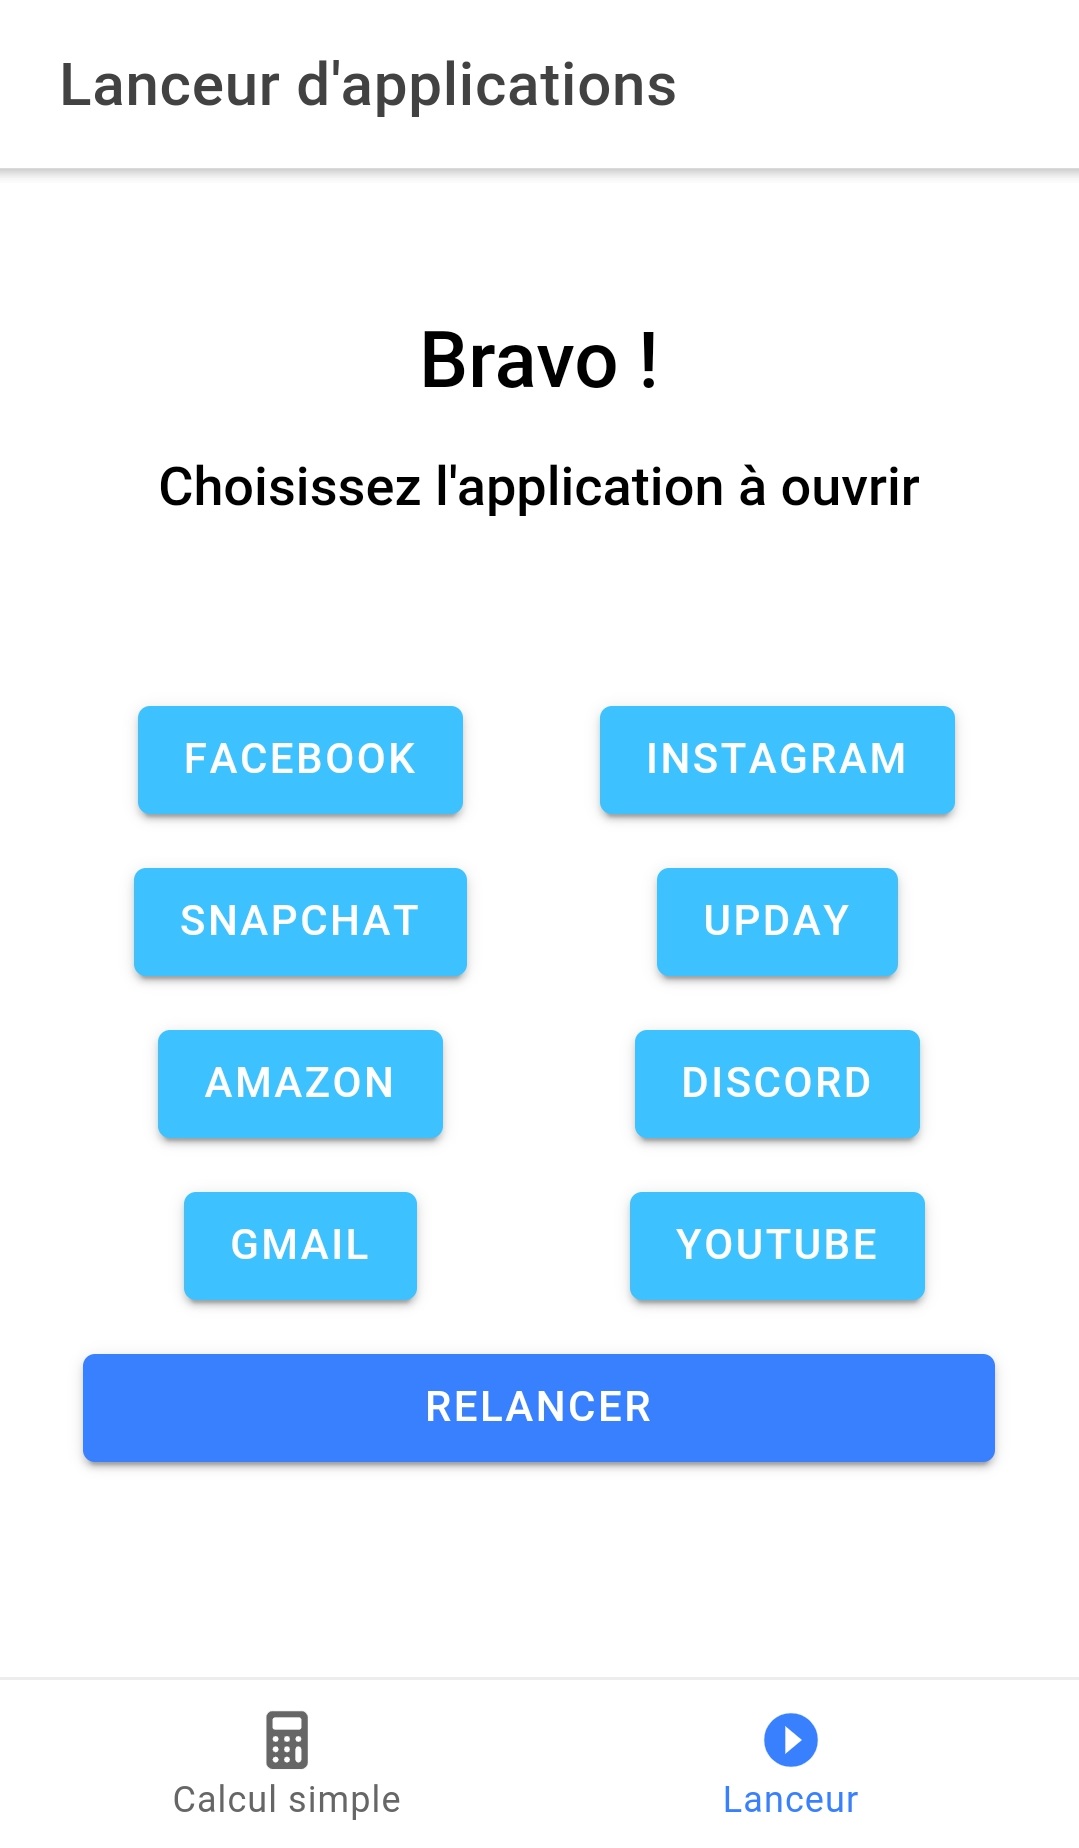 Lanceur d'applications
Bravo !
Choisissez l'application à ouvrir
FACEBOOK
INSTAGRAM
SNAPCHAT
UPDAY
AMAZON
DISCORD
GMAIL
YOUTUBE
RELANCER
Calcul simple
Lanceur